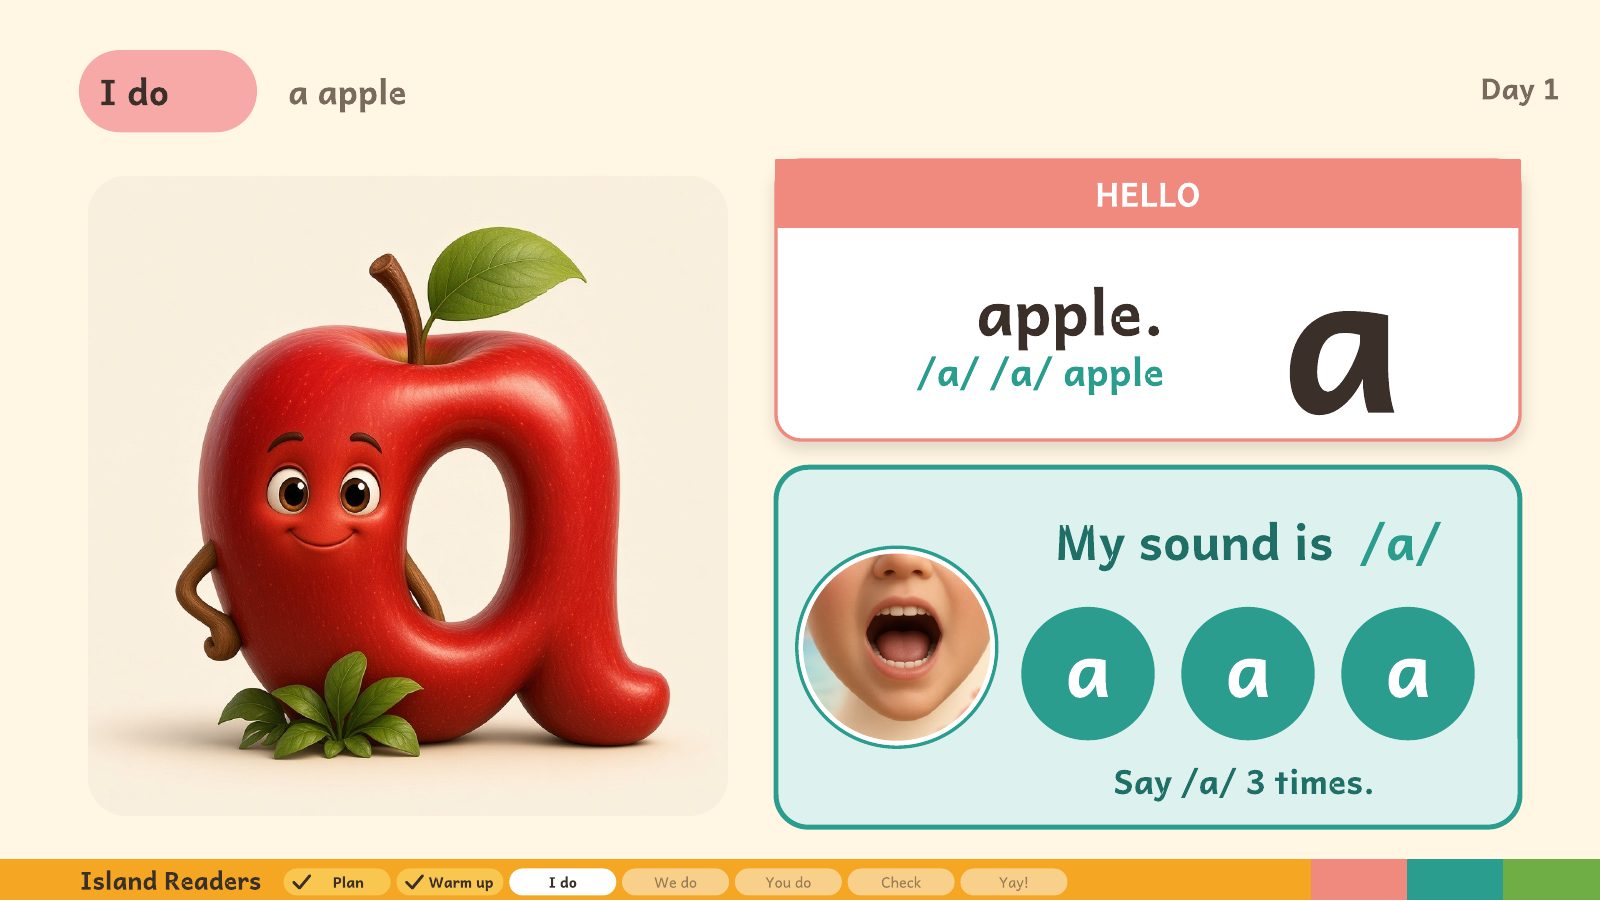 I do
a apple
Day 1
HELLO
apple.
/a/ /a/ apple
a
My sound is /a/
a a a
Say /a/ 3 times.
Island Readers
Plan
Warm up
I do
We do
You do
Check
Yay!